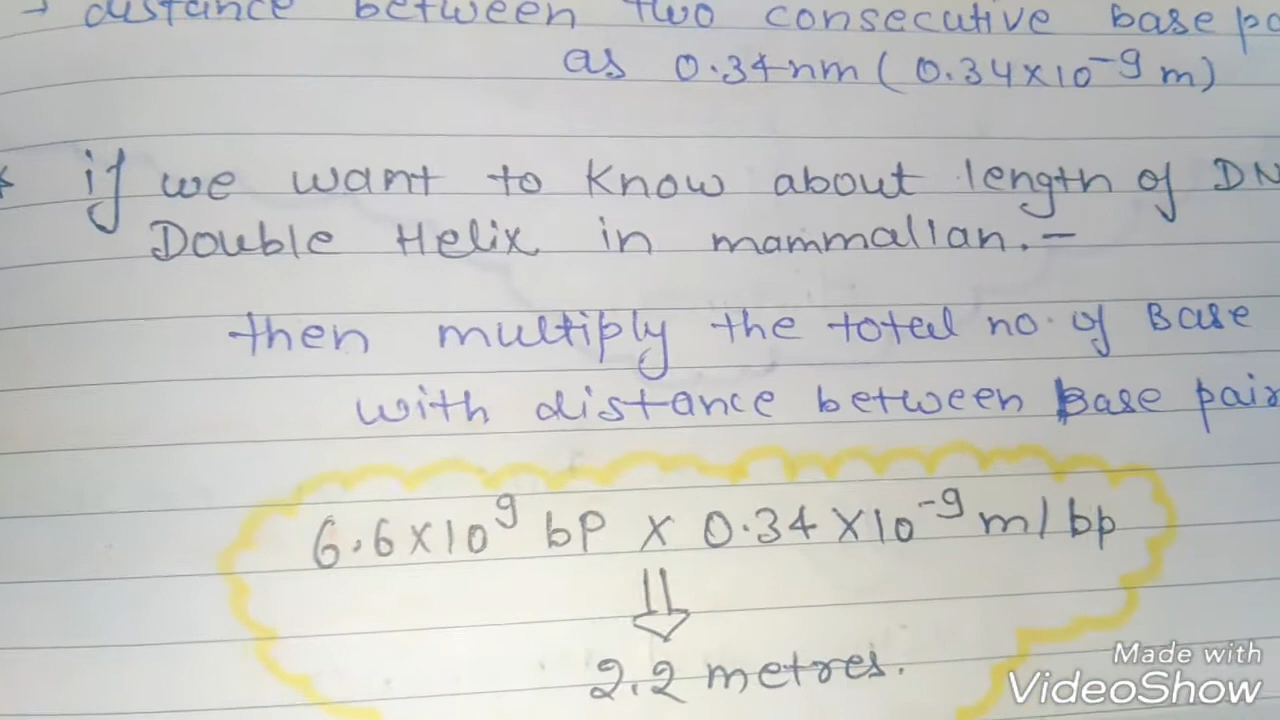 → distance between two consecutive base pa
as 0.34nm (0.34×10⁻⁹ m)
if we want to know about length of DN
Double Helix in mammalian. –
then multiply the total no. of Base
with distance between Base pair
6.6×10⁹ bp × 0.34×10⁻⁹ m/bp
⇓
2.2 metres.
Made with
VideoShow